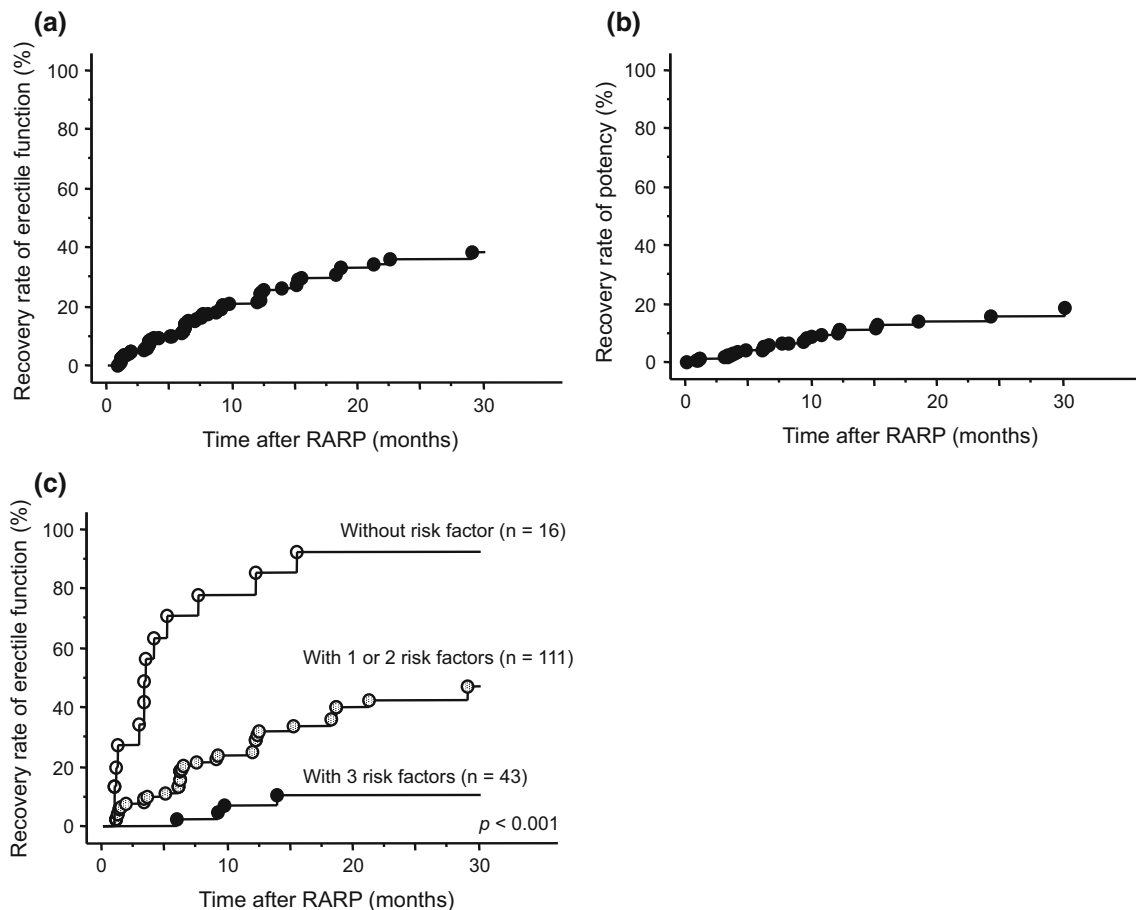 (a)
Recovery rate of erectile function (%)
100
80
60
40
20
0
0 10 20 30
Time after RARP (months)
(b)
Recovery rate of potency (%)
100
80
60
40
20
0
0 10 20 30
Time after RARP (months)
(c)
Recovery rate of erectile function (%)
100
80
60
40
20
0
Without risk factor (n = 16)
With 1 or 2 risk factors (n = 111)
With 3 risk factors (n = 43)
p < 0.001
0 10 20 30
Time after RARP (months)